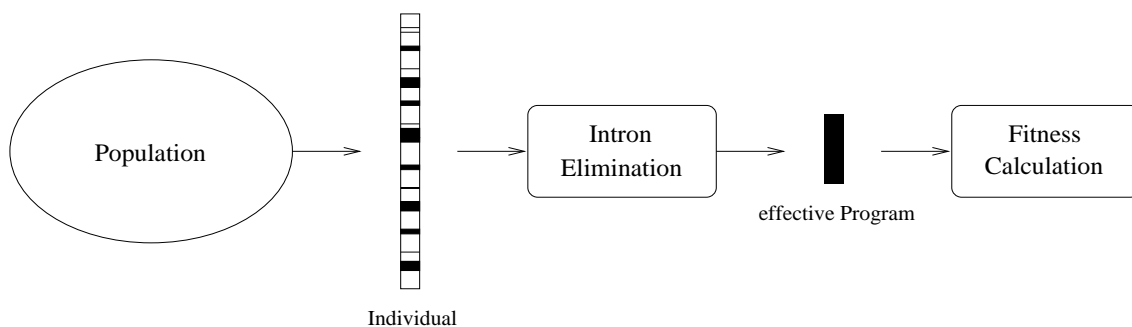 Population
Individual
Intron
Elimination
effective Program
Fitness
Calculation